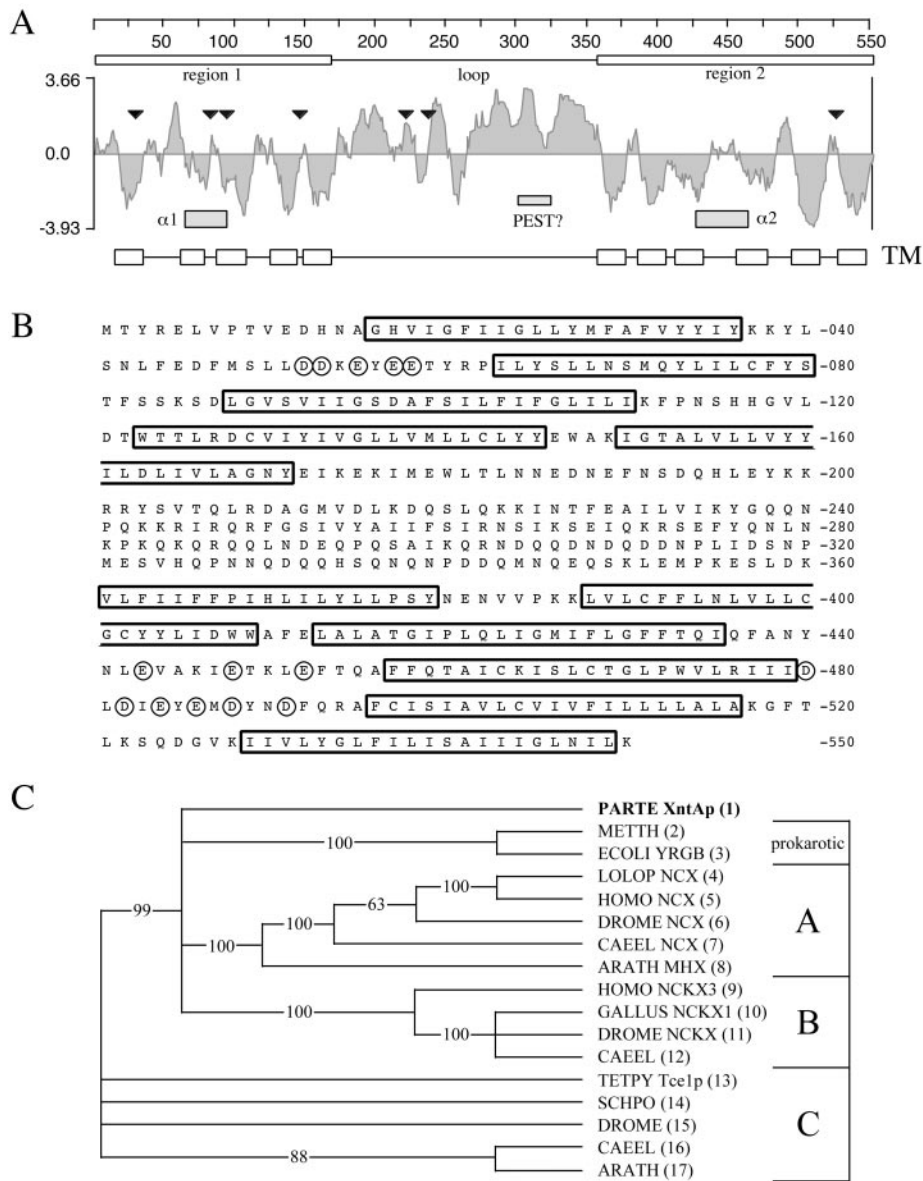 A
50 100 150 200 250 300 350 400 450 500 550
region 1 loop region 2
3.66
0.0
-3.93
α1
PEST?
α2
TM
B
M T Y R E L V P T V E D H N A G H V I G F I I G L L Y M F A F V Y Y I Y K K Y L -040
S N L F E D F M S L L D D K E Y E E T Y R P I L Y S L L N S M Q Y L I L C F Y S -080
T F S S K S D L G V S V I I G S D A F S I L F I F G L I L I K F P N S H H G V L -120
D T W T T L R D C V I Y I V G L L V M L L C L Y Y E W A K I G T A L V L L V Y Y -160
I L D L I V L A G N Y E I K E K I M E W L T L N N E D N E F N S D Q H L E Y K K -200
R R Y S V T Q L R D A G M V D L K D Q S L Q K K I N T F E A I L V I K Y G Q Q N -240
P Q K K R I R Q R F G S I V Y A I I F S I R N S I K S E I Q K R S E F Y Q N L N -280
K P K Q K Q R Q Q L N D E Q P Q S A I K Q R N D Q Q D N D Q D D N P L I D S N P -320
M E S V H Q P N N Q D Q Q H S Q N Q N P D D Q M N Q E Q S K L E M P K E S L D K -360
V L F I I F F P I H L I L Y L L P S Y N E N V V P K K L V L C F F L N L V L L C -400
G C Y Y L I D W W A F E L A L A T G I P L Q L I G M I F L G F F T Q I Q F A N Y -440
N L E V A K I E T K L E F T Q A F F Q T A I C K I S L C T G L P W V L R I I I D -480
L D I E Y E M D Y N D F Q R A F C I S I A V L C V I V F I L L L L A L A K G F T -520
L K S Q D G V K I I V L Y G L F I L I S A I I I G L N I L K -550
C
PARTE XntAp (1)
METTH (2)
100
prokarotic
ECOLI YRGB (3)
LOLOP NCX (4)
100
HOMO NCX (5)
63
99
DROME NCX (6)
100
A
CAEEL NCX (7)
100
ARATH MHX (8)
HOMO NCKX3 (9)
100
GALLUS NCKX1 (10)
B
DROME NCKX (11)
100
CAEEL (12)
TETPY Tce1p (13)
SCHPO (14)
C
DROME (15)
CAEEL (16)
88
ARATH (17)